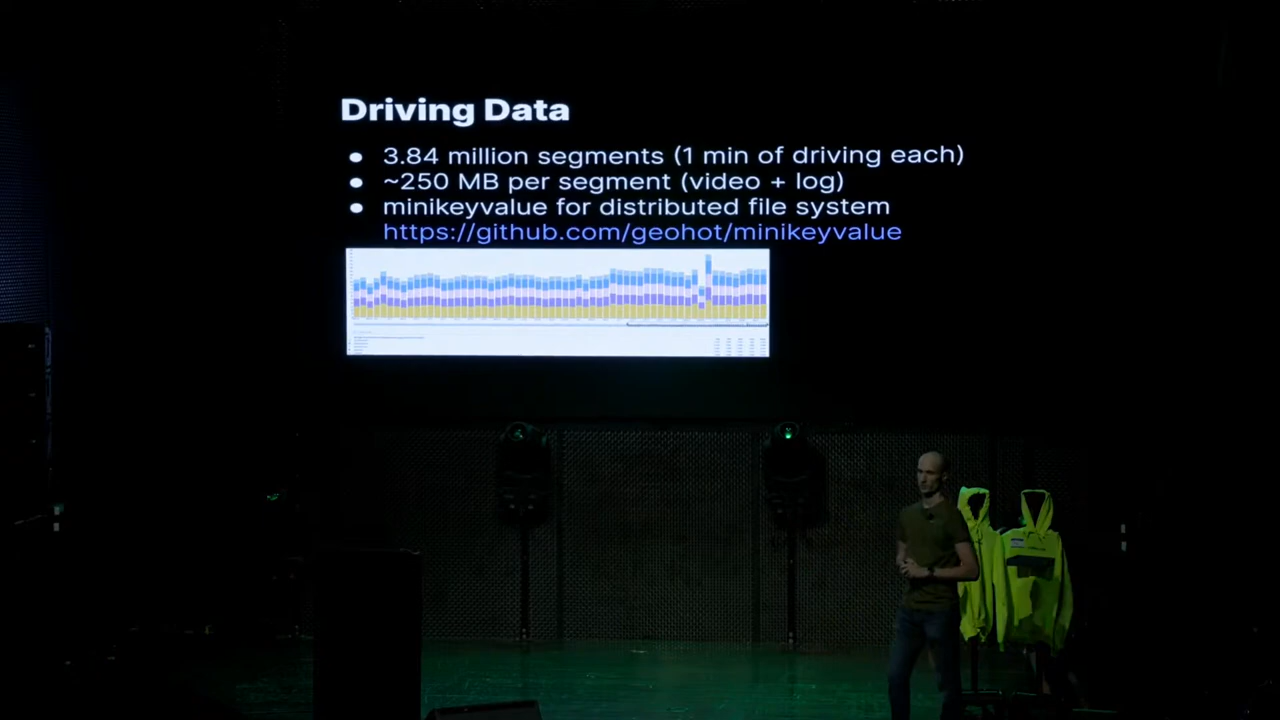 Driving Data
● 3.84 million segments (1 min of driving each)
● ~250 MB per segment (video + log)
● minikeyvalue for distributed file system
https://github.com/geohot/minikeyvalue